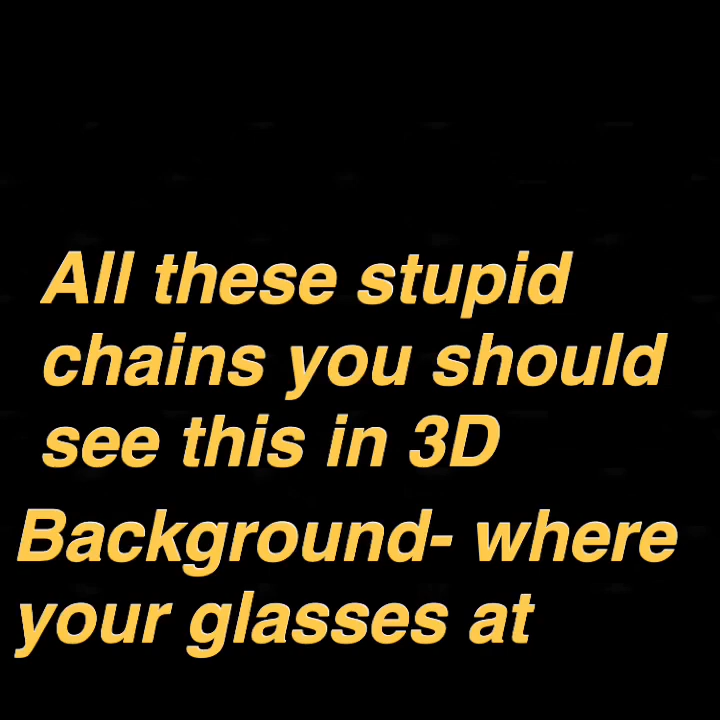 All these stupid
chains you should
see this in 3D
Background- where
your glasses at